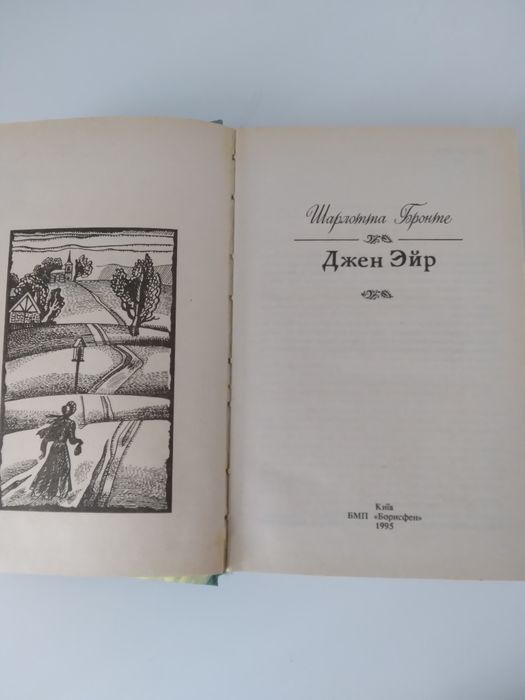 Шарлотта Бронте
Джен Эйр
Київ
БМП «Борисфен»
1995